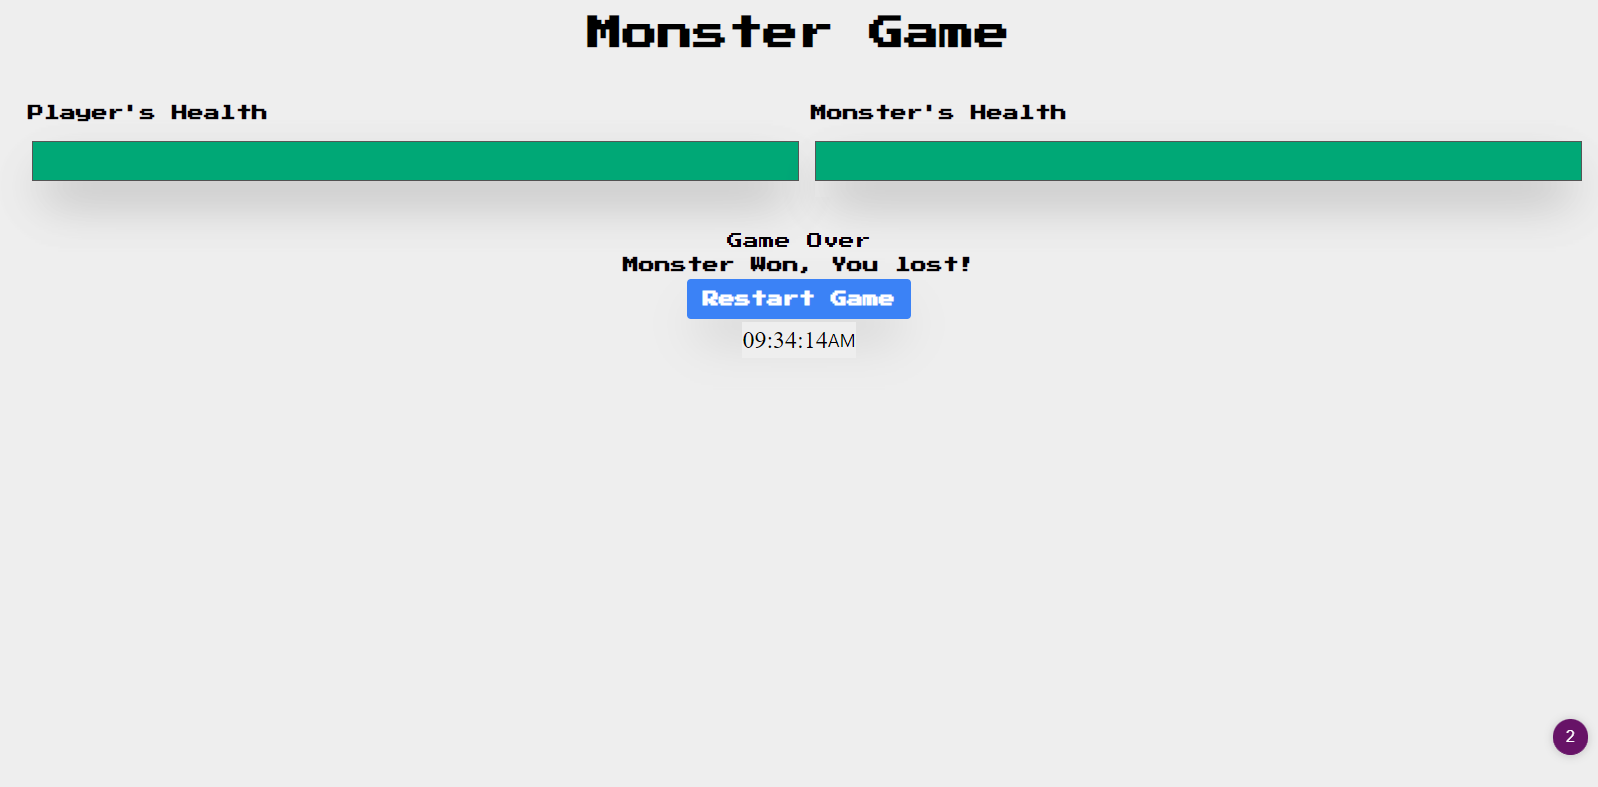 Monster Game
Player's Health
Monster's Health
Game Over
Monster Won, You lost!
Restart Game
09:34:14AM
2